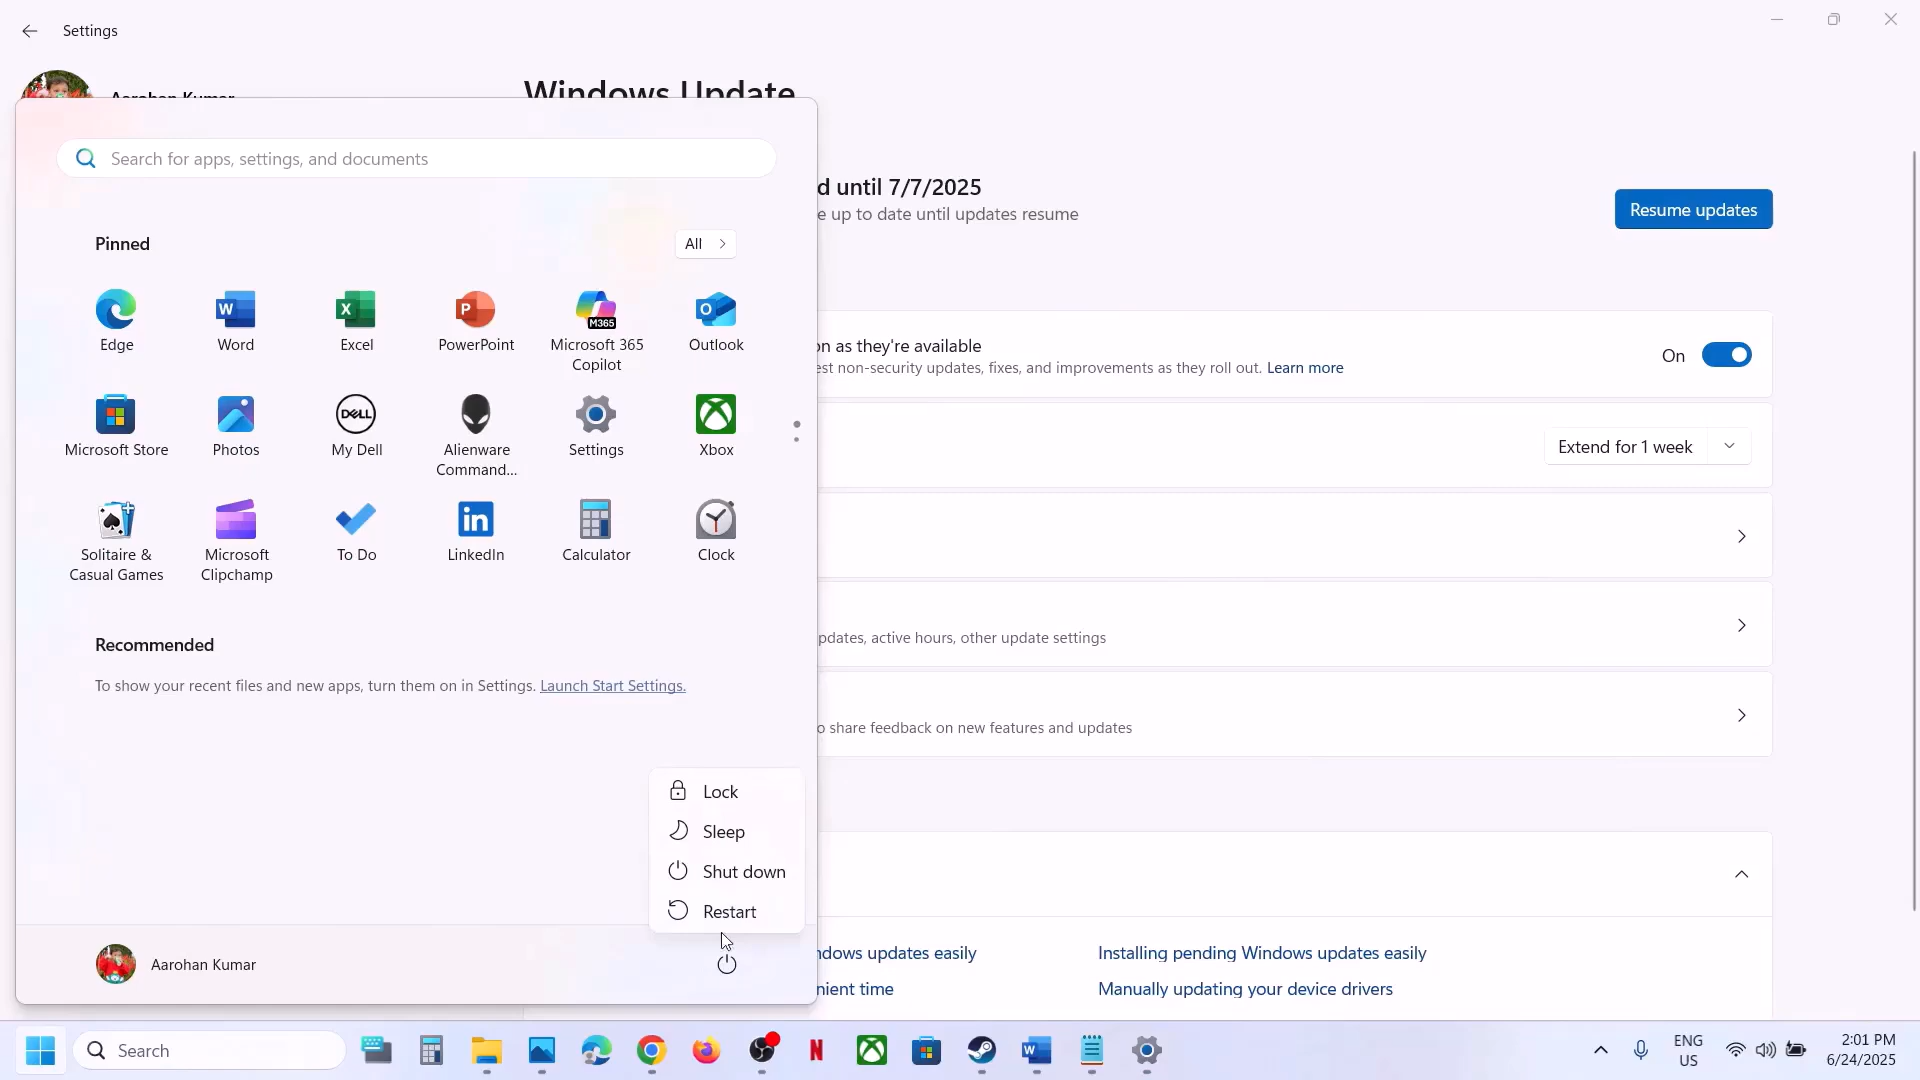 Settings
Windows Update
Search for apps, settings, and documents
d until 7/7/2025
e up to date until updates resume
Resume updates
Pinned
All
Edge
Word
Excel
PowerPoint
Microsoft 365
Copilot
M365
Outlook
on as they're available
est non-security updates, fixes, and improvements as they roll out. Learn more
On
Microsoft Store
Photos
DELL
My Dell
Alienware
Command...
Settings
Xbox
Extend for 1 week
Solitaire &
Casual Games
Microsoft
Clipchamp
To Do
in
LinkedIn
Calculator
Clock
Recommended
To show your recent files and new apps, turn them on in Settings. Launch Start Settings.
pdates, active hours, other update settings
o share feedback on new features and updates
Lock
Sleep
Shut down
Restart
Aarohan Kumar
ndows updates easily
Installing pending Windows updates easily
nient time
Manually updating your device drivers
Search
ENG
US
2:01 PM
6/24/2025